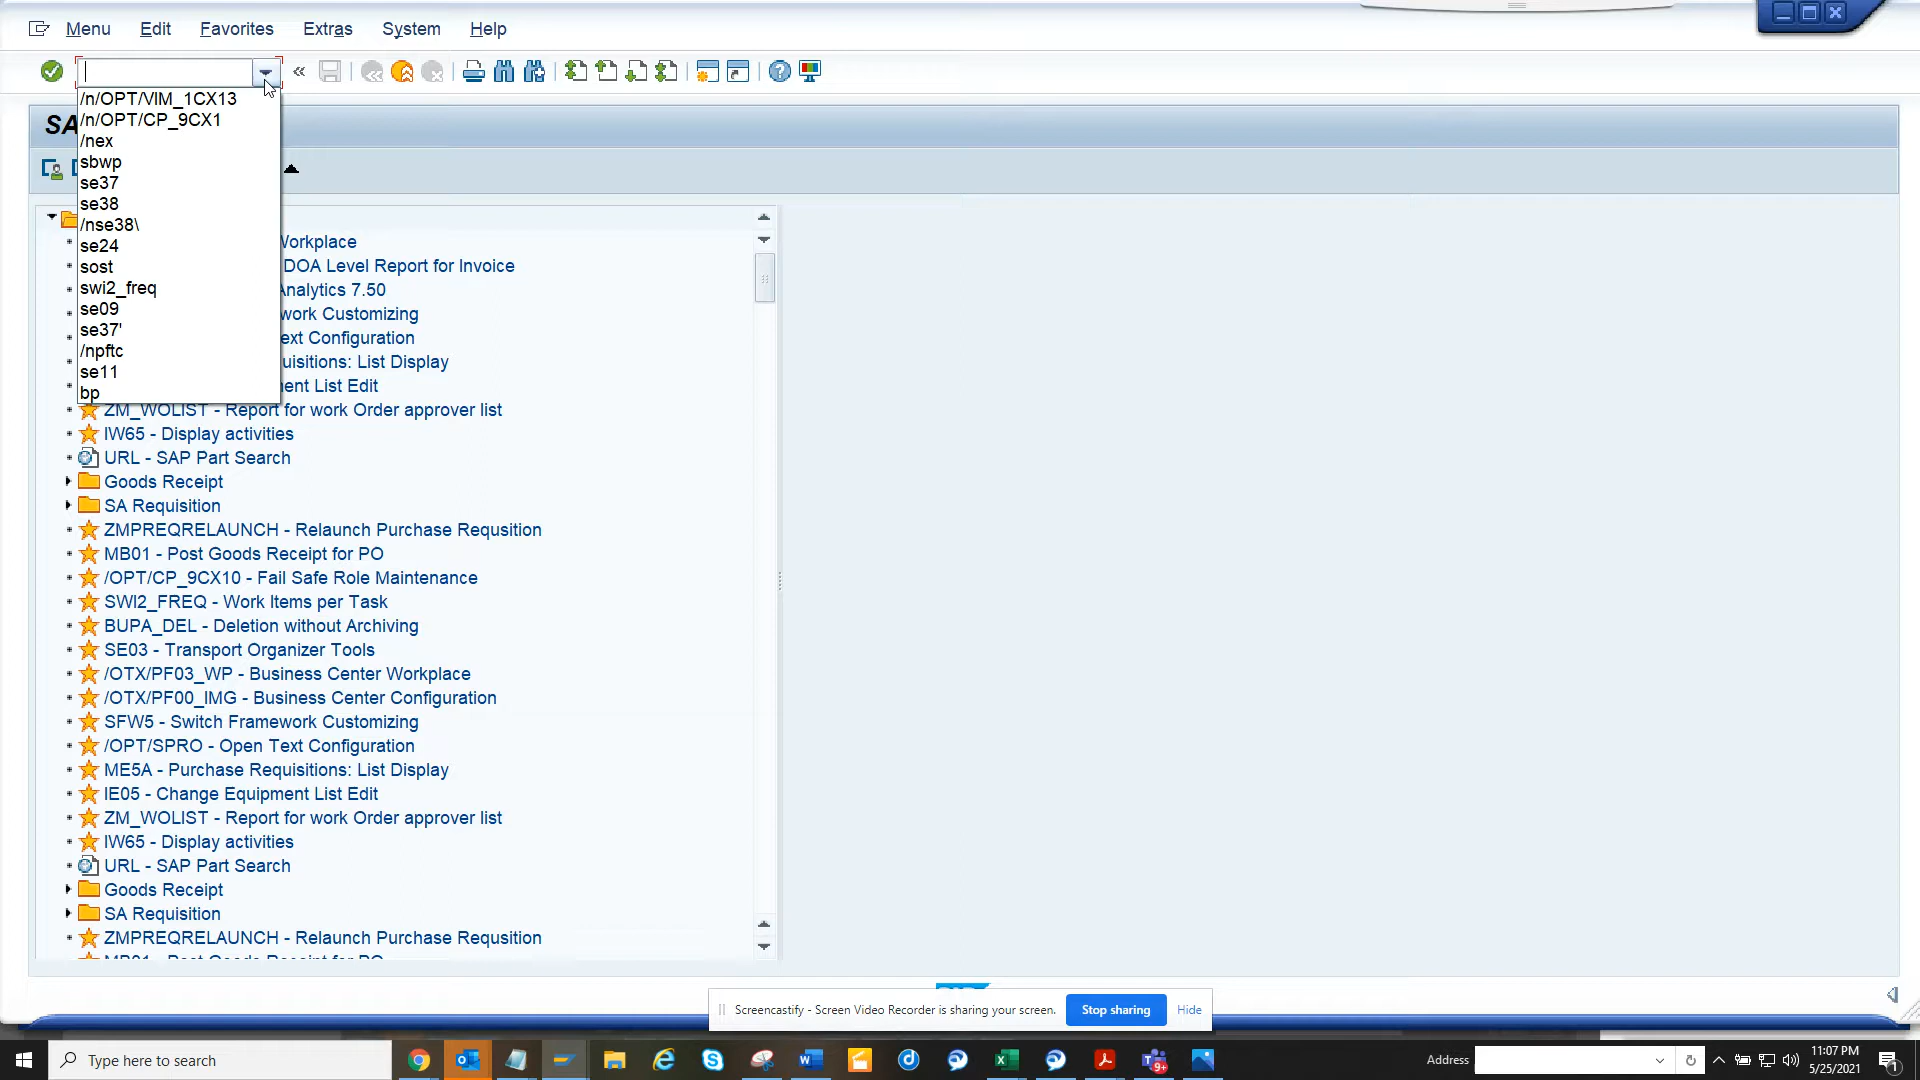 Menu Edit Favorites Extras System Help
/n/OPT/VIM_1CX13
/n/OPT/CP_9CX1
/nex
sbwp
se37
se38
/nse38\
se24
sost
swi2_freq
se09
se37'
/npftc
se11
bp
SA
Workplace
DOA Level Report for Invoice
Analytics 7.50
work Customizing
ext Configuration
uisitions: List Display
ent List Edit
ZM_WOLIST - Report for work Order approver list
IW65 - Display activities
URL - SAP Part Search
Goods Receipt
SA Requisition
ZMPREQRELAUNCH - Relaunch Purchase Requsition
MB01 - Post Goods Receipt for PO
/OPT/CP_9CX10 - Fail Safe Role Maintenance
SWI2_FREQ - Work Items per Task
BUPA_DEL - Deletion without Archiving
SE03 - Transport Organizer Tools
/OTX/PF03_WP - Business Center Workplace
/OTX/PF00_IMG - Business Center Configuration
SFW5 - Switch Framework Customizing
/OPT/SPRO - Open Text Configuration
ME5A - Purchase Requisitions: List Display
IE05 - Change Equipment List Edit
ZM_WOLIST - Report for work Order approver list
IW65 - Display activities
URL - SAP Part Search
Goods Receipt
SA Requisition
ZMPREQRELAUNCH - Relaunch Purchase Requsition
MB01 - Post Goods Receipt for PO
Screencastify - Screen Video Recorder is sharing your screen. Stop sharing Hide
Type here to search
Address
11:07 PM
5/25/2021